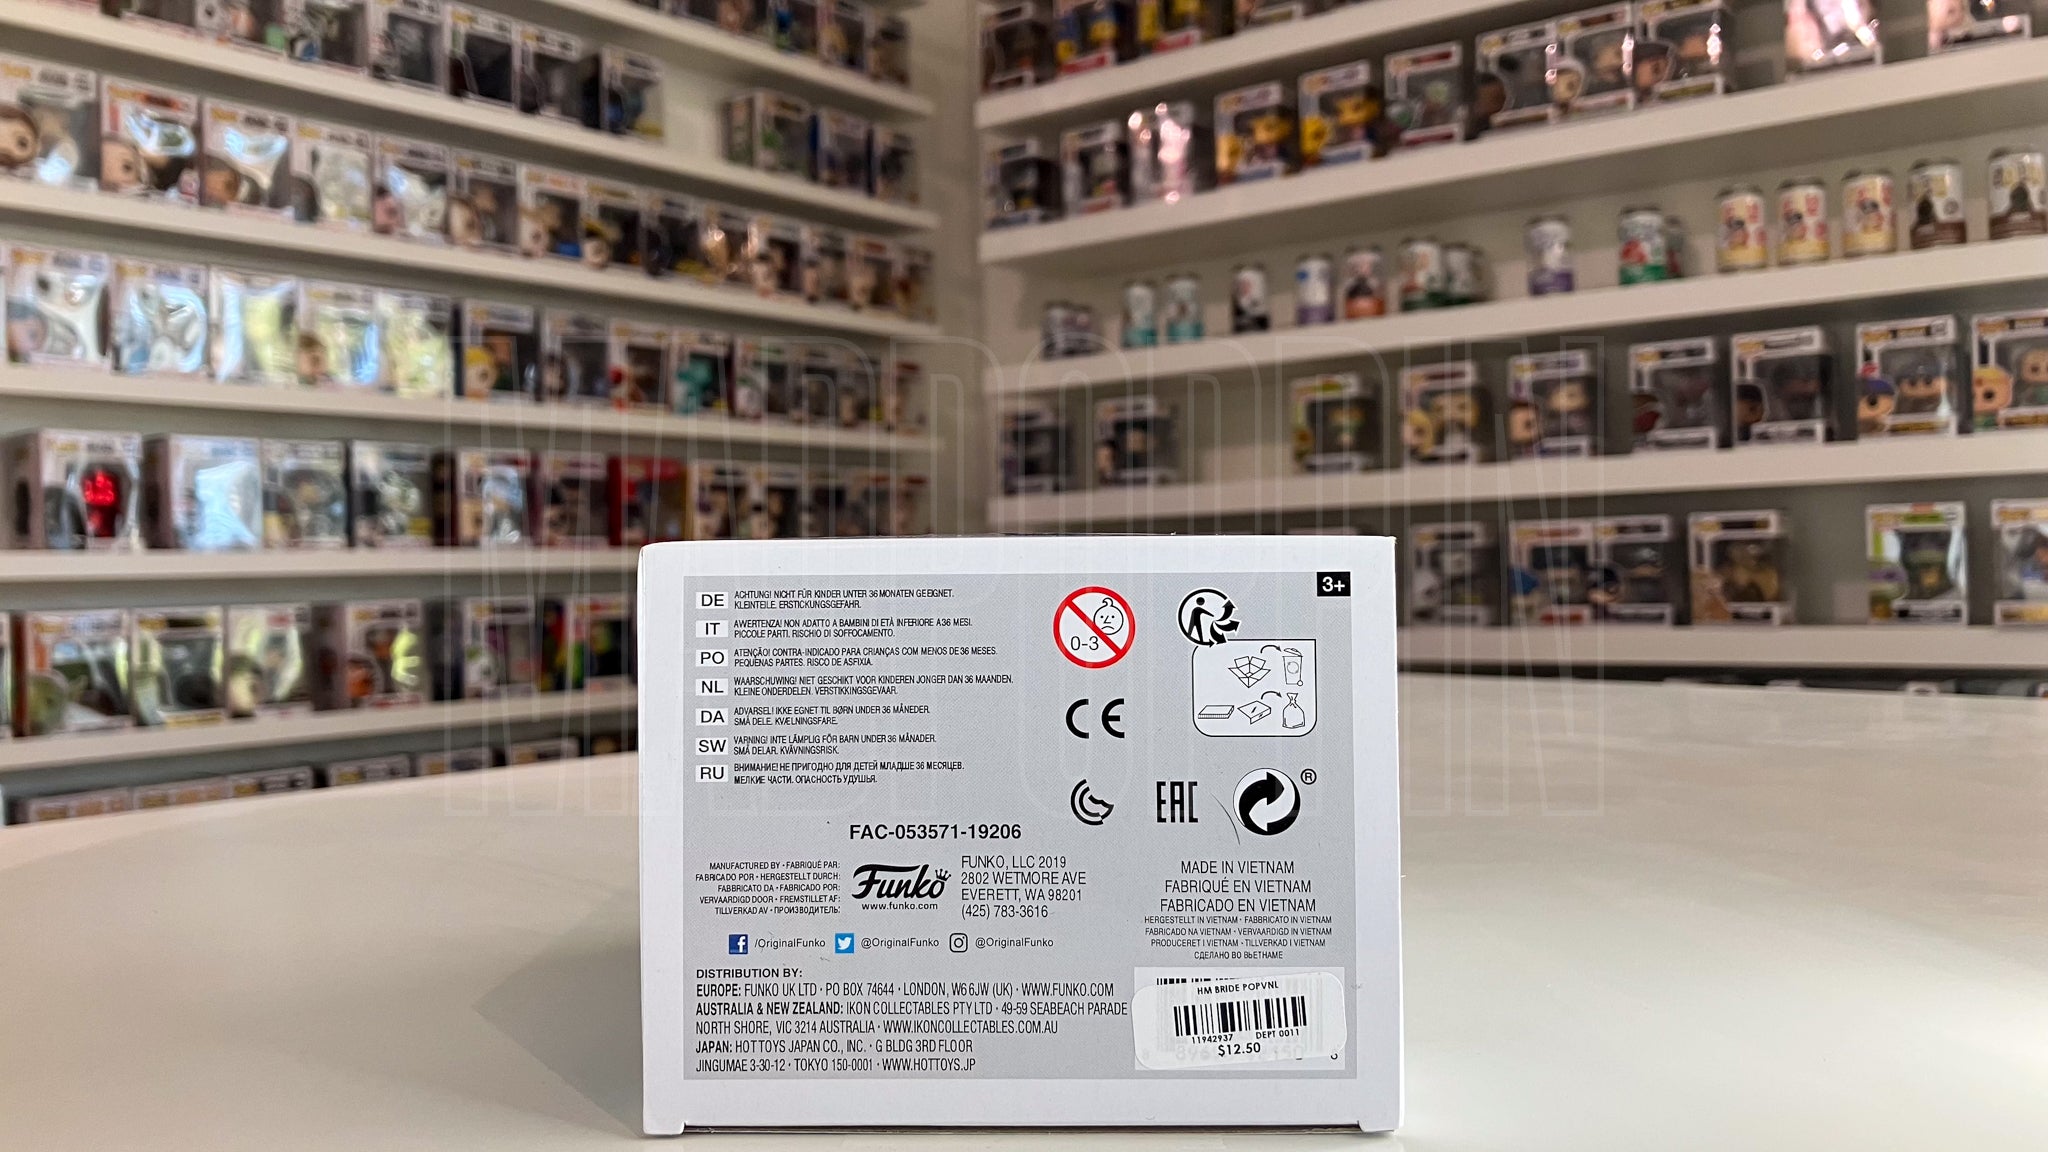 3+
DE ACHTUNG! NICHT FÜR KINDER UNTER 36 MONATEN GEEIGNET.
KLEINTEILE. ERSTICKUNGSGEFAHR.
IT AWERTENZA! NON ADATTO A BAMBINI DI ETÀ INFERIORE A 36 MESI.
PICCOLE PARTI. RISCHIO DI SOFFOCAMENTO.
PO ATENÇÃO! CONTRA-INDICADO PARA CRIANÇAS COM MENOS DE 36 MESES.
PEQUENAS PARTES. RISCO DE ASFIXIA.
NL WAARSCHUWING! NIET GESCHIKT VOOR KINDEREN JONGER DAN 36 MAANDEN.
KLEINE ONDERDELEN. VERSTIKKINGSGEVAAR.
DA ADVARSEL! IKKE EGNET TIL BØRN UNDER 36 MÅNEDER.
SMÅ DELE. KVÆLNINGSFARE.
SW VARNING! INTE LÄMPLIG FÖR BARN UNDER 36 MÅNADER.
SMÅ DELAR. KVÄVNINGSRISK.
RU ВНИМАНИЕ! НЕ ПРИГОДНО ДЛЯ ДЕТЕЙ МЛАДШЕ 36 МЕСЯЦЕВ.
МЕЛКИЕ ЧАСТИ. ОПАСНОСТЬ УДУШЬЯ.
0-3
CE
EAC
®
FAC-053571-19206
MANUFACTURED BY • FABRIQUÉ PAR:
FABRICADO POR • HERGESTELLT DURCH:
FABBRICATO DA • FABRICADO POR:
VERVAARDIGD DOOR • FREMSTILLET AF:
TILLVERKAD AV • ПРОИЗВОДИТЕЛЬ:
Funko
www.funko.com
FUNKO, LLC 2019
2802 WETMORE AVE
EVERETT, WA 98201
(425) 783-3616
/OriginalFunko @OriginalFunko @OriginalFunko
MADE IN VIETNAM
FABRIQUÉ EN VIETNAM
FABRICADO EN VIETNAM
HERGESTELLT IN VIETNAM • FABBRICATO IN VIETNAM
FABRICADO NA VIETNAM • VERVAARDIGD IN VIETNAM
PRODUCERET I VIETNAM • TILLVERKAD I VIETNAM
СДЕЛАНО ВО ВЬЕТНАМЕ
DISTRIBUTION BY:
EUROPE: FUNKO UK LTD • PO BOX 74644 • LONDON, W6 6JW (UK) • WWW.FUNKO.COM
AUSTRALIA & NEW ZEALAND: IKON COLLECTABLES PTY LTD • 49-59 SEABEACH PARADE
NORTH SHORE, VIC 3214 AUSTRALIA • WWW.IKONCOLLECTABLES.COM.AU
JAPAN: HOT TOYS JAPAN CO., INC. • G BLDG 3RD FLOOR
JINGUMAE 3-30-12 • TOKYO 150-0001 • WWW.HOTTOYS.JP
HM BRIDE POPVNL
11942937 DEPT 0011
$12.50